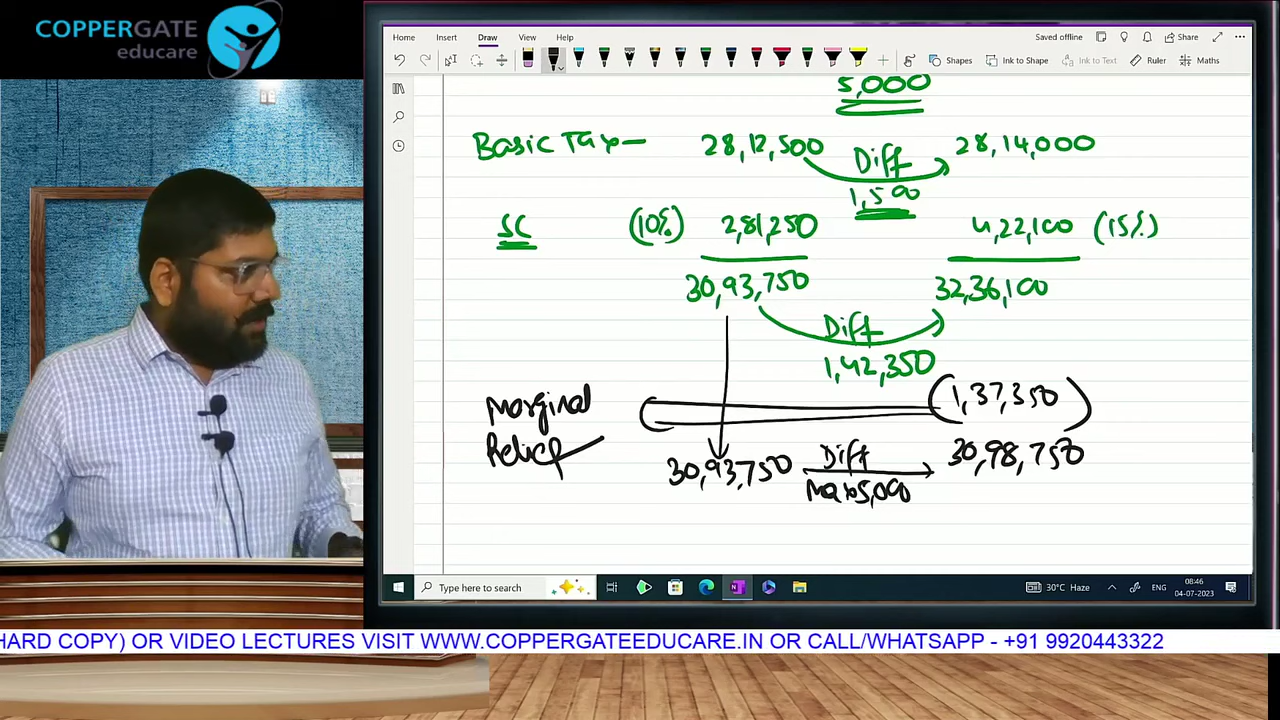 COPPERGATE
educare
Home Insert Draw View Help
Saved offline
Share
Shapes
Ink to Shape
Ink to Text
Ruler
Maths
5,000
Basic Tax – 28,12,500 28,14,000
Diff
1,500
SC (10%) 2,81,250 4,22,100 (15%)
30,93,750 32,36,100
Diff
1,42,350
Marginal (1,37,350)
Relief
30,93,750 Diff 30,98,750
5,000
Type here to search
30°C Haze
ENG
08:46
04-07-2023
HARD COPY) OR VIDEO LECTURES VISIT WWW.COPPERGATEEDUCARE.IN OR CALL/WHATSAPP - +91 9920443322